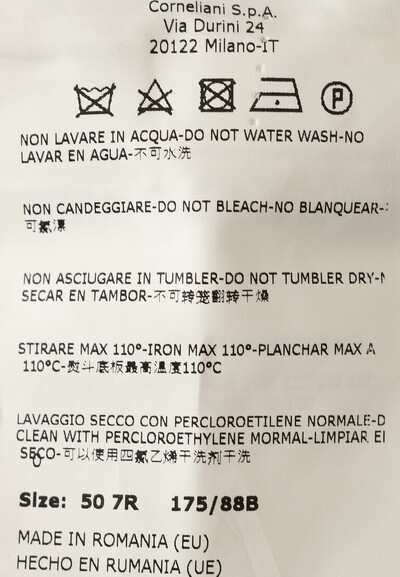 Corneliani S.p.A.
Via Durini 24
20122 Milano-IT
P
NON LAVARE IN ACQUA-DO NOT WATER WASH-NO
LAVAR EN AGUA-不可水洗
NON CANDEGGIARE-DO NOT BLEACH-NO BLANQUEAR-
可氯漂
NON ASCIUGARE IN TUMBLER-DO NOT TUMBLER DRY-N
SECAR EN TAMBOR-不可转笼翻转干燥
STIRARE MAX 110°-IRON MAX 110°-PLANCHAR MAX A
110°C-熨斗底板最高温度110°C
LAVAGGIO SECCO CON PERCLOROETILENE NORMALE-D
CLEAN WITH PERCLOROETHYLENE MORMAL-LIMPIAR EI
SECO-可以使用四氯乙烯干洗剂干洗
Size: 50 7R 175/88B
MADE IN ROMANIA (EU)
HECHO EN RUMANIA (UE)